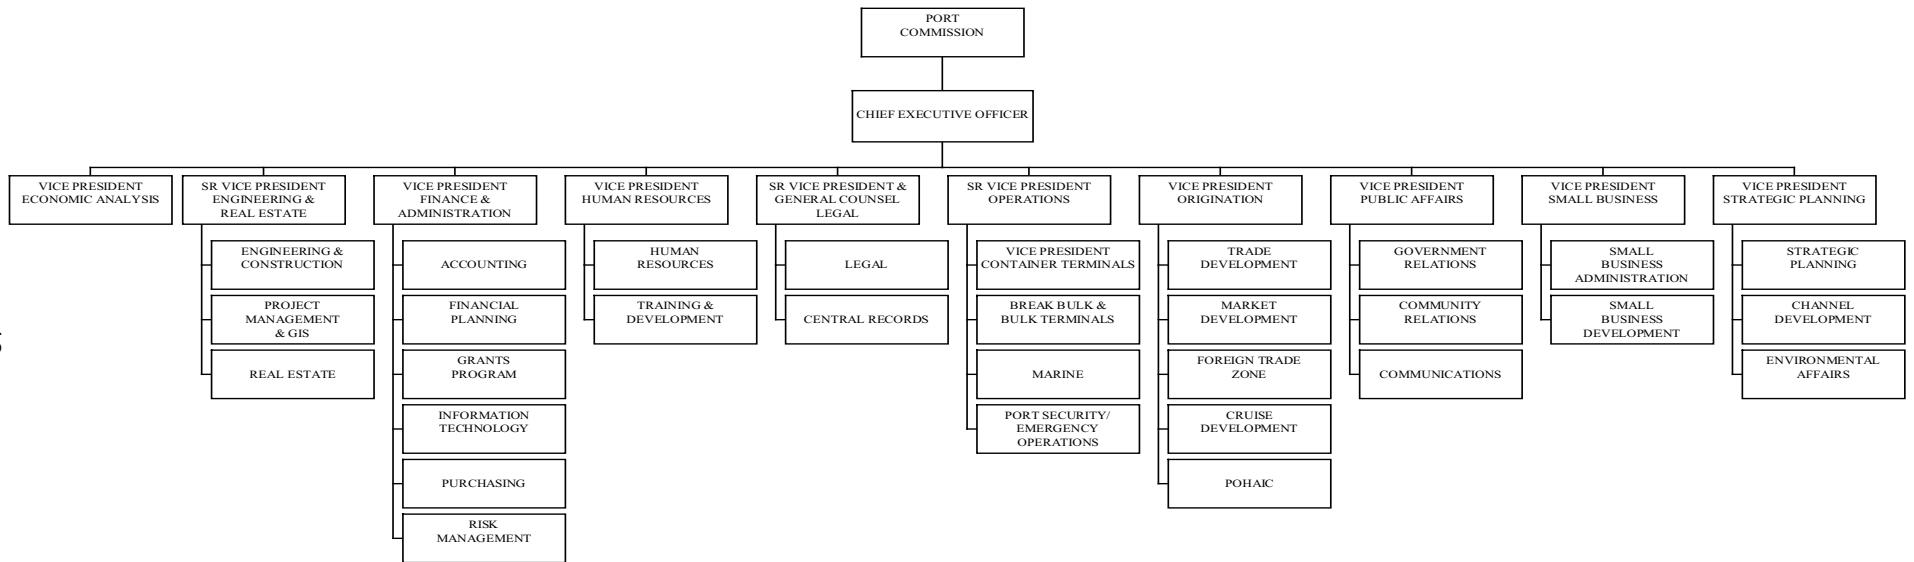 PORT
COMMISSION
CHIEF EXECUTIVE OFFICER
VICE PRESIDENT
ECONOMIC ANALYSIS
SR VICE PRESIDENT
ENGINEERING &
REAL ESTATE
ENGINEERING &
CONSTRUCTION
PROJECT
MANAGEMENT
& GIS
REAL ESTATE
VICE PRESIDENT
FINANCE &
ADMINISTRATION
ACCOUNTING
FINANCIAL
PLANNING
GRANTS
PROGRAM
INFORMATION
TECHNOLOGY
PURCHASING
RISK
MANAGEMENT
VICE PRESIDENT
HUMAN RESOURCES
HUMAN
RESOURCES
TRAINING &
DEVELOPMENT
SR VICE PRESIDENT &
GENERAL COUNSEL
LEGAL
LEGAL
CENTRAL RECORDS
SR VICE PRESIDENT
OPERATIONS
VICE PRESIDENT
CONTAINER TERMINALS
BREAK BULK &
BULK TERMINALS
MARINE
PORT SECURITY/
EMERGENCY
OPERATIONS
VICE PRESIDENT
ORIGINATION
TRADE
DEVELOPMENT
MARKET
DEVELOPMENT
FOREIGN TRADE
ZONE
CRUISE
DEVELOPMENT
POHAIC
VICE PRESIDENT
PUBLIC AFFAIRS
GOVERNMENT
RELATIONS
COMMUNITY
RELATIONS
COMMUNICATIONS
VICE PRESIDENT
SMALL BUSINESS
SMALL
BUSINESS
ADMINISTRATION
SMALL
BUSINESS
DEVELOPMENT
VICE PRESIDENT
STRATEGIC PLANNING
STRATEGIC
PLANNING
CHANNEL
DEVELOPMENT
ENVIRONMENTAL
AFFAIRS